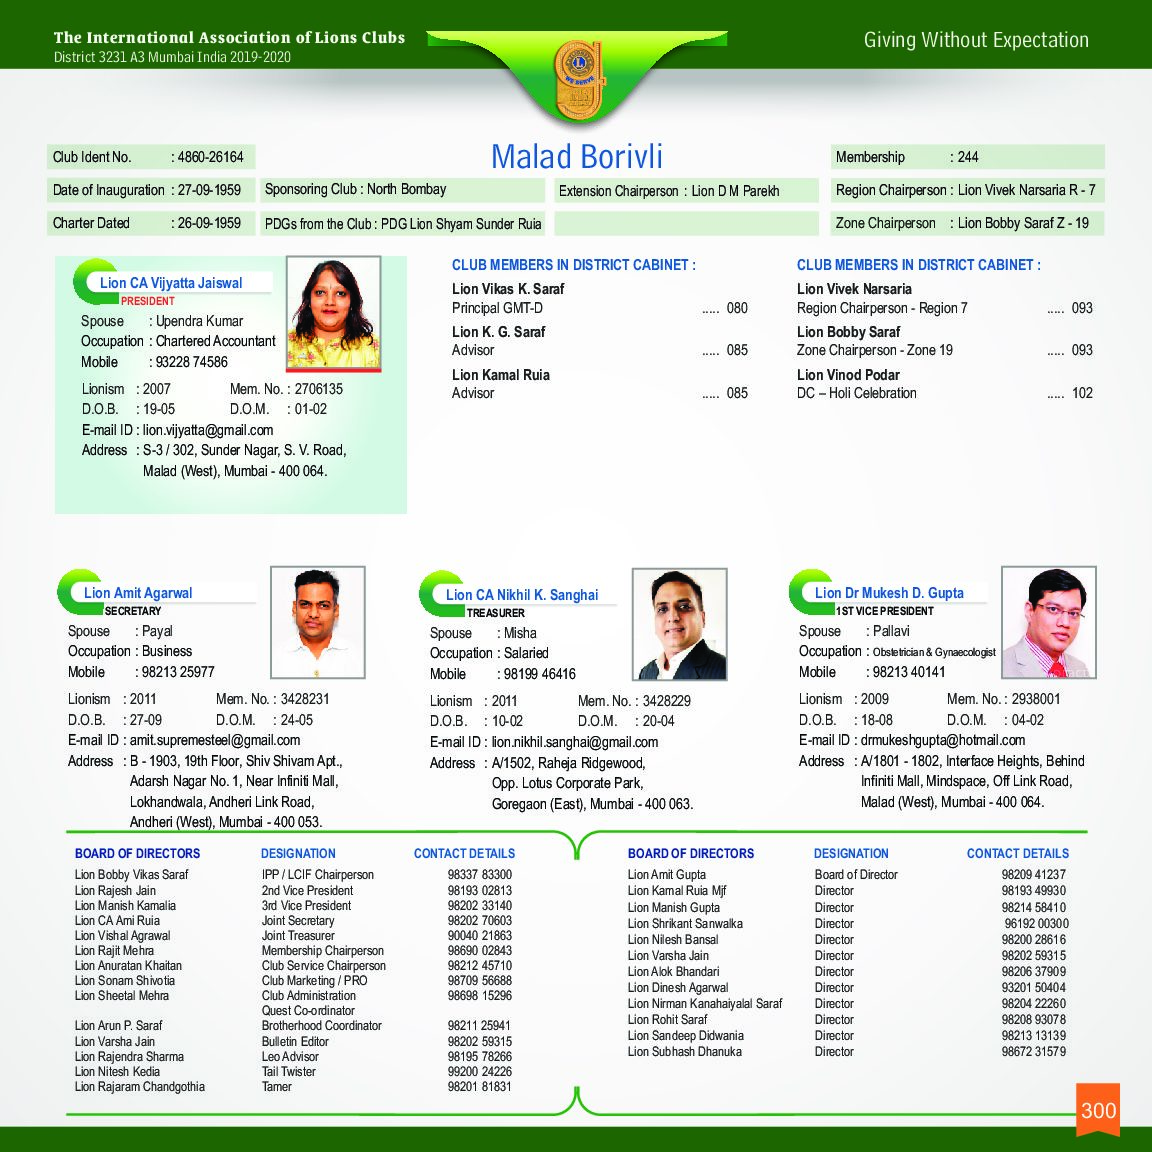 The International Association of Lions Clubs
District 3231 A3 Mumbai India 2019-2020
Giving Without Expectation
L
WE SERVE
Malad Borivli
Club Ident No. : 4860-26164
Membership : 244
Date of Inauguration : 27-09-1959
Sponsoring Club : North Bombay
Extension Chairperson : Lion D M Parekh
Region Chairperson : Lion Vivek Narsaria R - 7
Charter Dated : 26-09-1959
PDGs from the Club : PDG Lion Shyam Sunder Ruia
Zone Chairperson : Lion Bobby Saraf Z - 19
Lion CA Vijyatta Jaiswal
PRESIDENT
Spouse : Upendra Kumar
Occupation : Chartered Accountant
Mobile : 93228 74586
Lionism : 2007 Mem. No. : 2706135
D.O.B. : 19-05 D.O.M. : 01-02
E-mail ID : lion.vijyatta@gmail.com
Address : S-3 / 302, Sunder Nagar, S. V. Road,
Malad (West), Mumbai - 400 064.
CLUB MEMBERS IN DISTRICT CABINET :
Lion Vikas K. Saraf
Principal GMT-D ..... 080
Lion K. G. Saraf
Advisor ..... 085
Lion Kamal Ruia
Advisor ..... 085
CLUB MEMBERS IN DISTRICT CABINET :
Lion Vivek Narsaria
Region Chairperson - Region 7 ..... 093
Lion Bobby Saraf
Zone Chairperson - Zone 19 ..... 093
Lion Vinod Podar
DC – Holi Celebration ..... 102
Lion Amit Agarwal
SECRETARY
Spouse : Payal
Occupation : Business
Mobile : 98213 25977
Lionism : 2011 Mem. No. : 3428231
D.O.B. : 27-09 D.O.M. : 24-05
E-mail ID : amit.supremesteel@gmail.com
Address : B - 1903, 19th Floor, Shiv Shivam Apt.,
Adarsh Nagar No. 1, Near Infiniti Mall,
Lokhandwala, Andheri Link Road,
Andheri (West), Mumbai - 400 053.
Lion CA Nikhil K. Sanghai
TREASURER
Spouse : Misha
Occupation : Salaried
Mobile : 98199 46416
Lionism : 2011 Mem. No. : 3428229
D.O.B. : 10-02 D.O.M. : 20-04
E-mail ID : lion.nikhil.sanghai@gmail.com
Address : A/1502, Raheja Ridgewood,
Opp. Lotus Corporate Park,
Goregaon (East), Mumbai - 400 063.
Lion Dr Mukesh D. Gupta
1ST VICE PRESIDENT
Spouse : Pallavi
Occupation : Obstetrician & Gynaecologist
Mobile : 98213 40141
Lionism : 2009 Mem. No. : 2938001
D.O.B. : 18-08 D.O.M. : 04-02
E-mail ID : drmukeshgupta@hotmail.com
Address : A/1801 - 1802, Interface Heights, Behind
Infiniti Mall, Mindspace, Off Link Road,
Malad (West), Mumbai - 400 064.
BOARD OF DIRECTORS DESIGNATION CONTACT DETAILS
Lion Bobby Vikas Saraf IPP / LCIF Chairperson 98337 83300
Lion Rajesh Jain 2nd Vice President 98193 02813
Lion Manish Kamalia 3rd Vice President 98202 33140
Lion CA Ami Ruia Joint Secretary 98202 70603
Lion Vishal Agrawal Joint Treasurer 90040 21863
Lion Rajit Mehra Membership Chairperson 98690 02843
Lion Anuratan Khaitan Club Service Chairperson 98212 45710
Lion Sonam Shivotia Club Marketing / PRO 98709 56688
Lion Sheetal Mehra Club Administration 98698 15296
Quest Co-ordinator
Lion Arun P. Saraf Brotherhood Coordinator 98211 25941
Lion Varsha Jain Bulletin Editor 98202 59315
Lion Rajendra Sharma Leo Advisor 98195 78266
Lion Nitesh Kedia Tail Twister 99200 24226
Lion Rajaram Chandgothia Tamer 98201 81831
BOARD OF DIRECTORS DESIGNATION CONTACT DETAILS
Lion Amit Gupta Board of Director 98209 41237
Lion Kamal Ruia Mjf Director 98193 49930
Lion Manish Gupta Director 98214 58410
Lion Shrikant Sanwalka Director 96192 00300
Lion Nilesh Bansal Director 98200 28616
Lion Varsha Jain Director 98202 59315
Lion Alok Bhandari Director 98206 37909
Lion Dinesh Agarwal Director 93201 50404
Lion Nirman Kanahaiyalal Saraf Director 98204 22260
Lion Rohit Saraf Director 98208 93078
Lion Sandeep Didwania Director 98213 13139
Lion Subhash Dhanuka Director 98672 31579
300